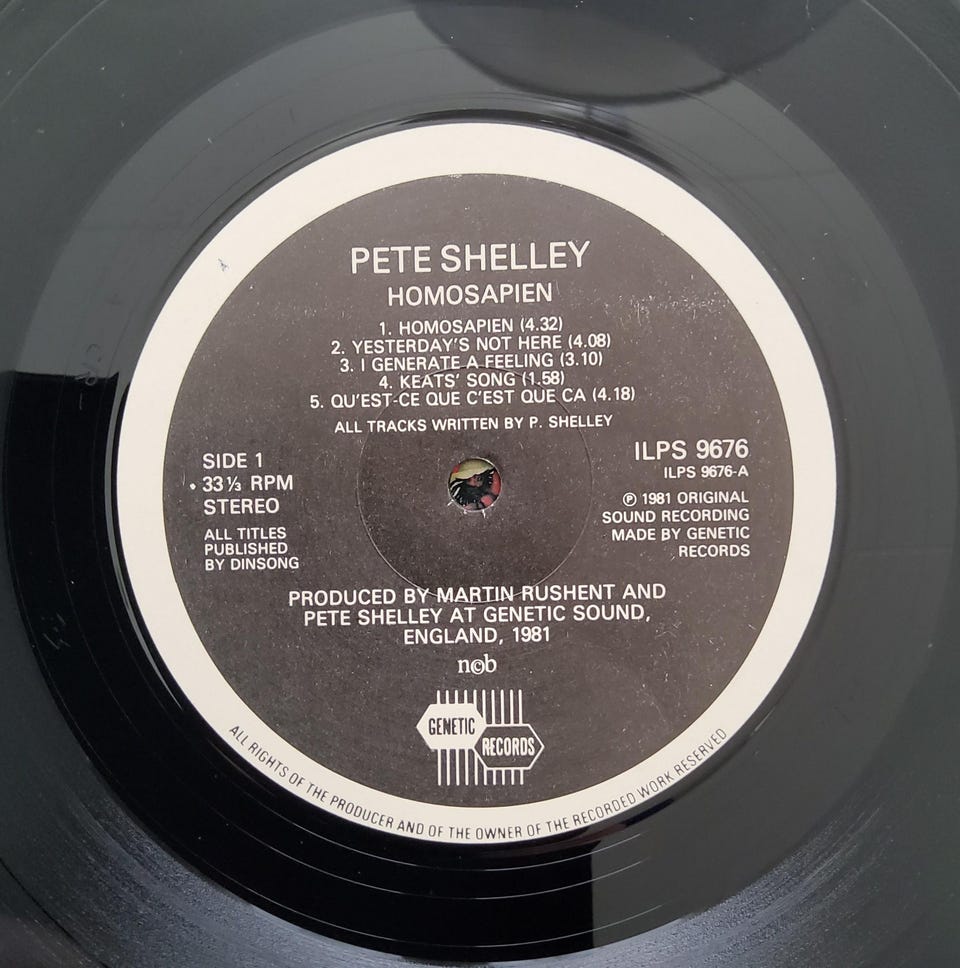 PETE SHELLEY
HOMOSAPIEN
1. HOMOSAPIEN (4.32)
2. YESTERDAY'S NOT HERE (4.08)
3. I GENERATE A FEELING (3.10)
4. KEATS' SONG (1.58)
5. QU'EST-CE QUE C'EST QUE CA (4.18)
ALL TRACKS WRITTEN BY P. SHELLEY
SIDE 1
33⅓ RPM
STEREO
ALL TITLES
PUBLISHED
BY DINSONG
ILPS 9676
ILPS 9676-A
℗ 1981 ORIGINAL
SOUND RECORDING
MADE BY GENETIC
RECORDS
PRODUCED BY MARTIN RUSHENT AND
PETE SHELLEY AT GENETIC SOUND,
ENGLAND, 1981
n©b
GENETIC
RECORDS
ALL RIGHTS OF THE PRODUCER AND OF THE OWNER OF THE RECORDED WORK RESERVED